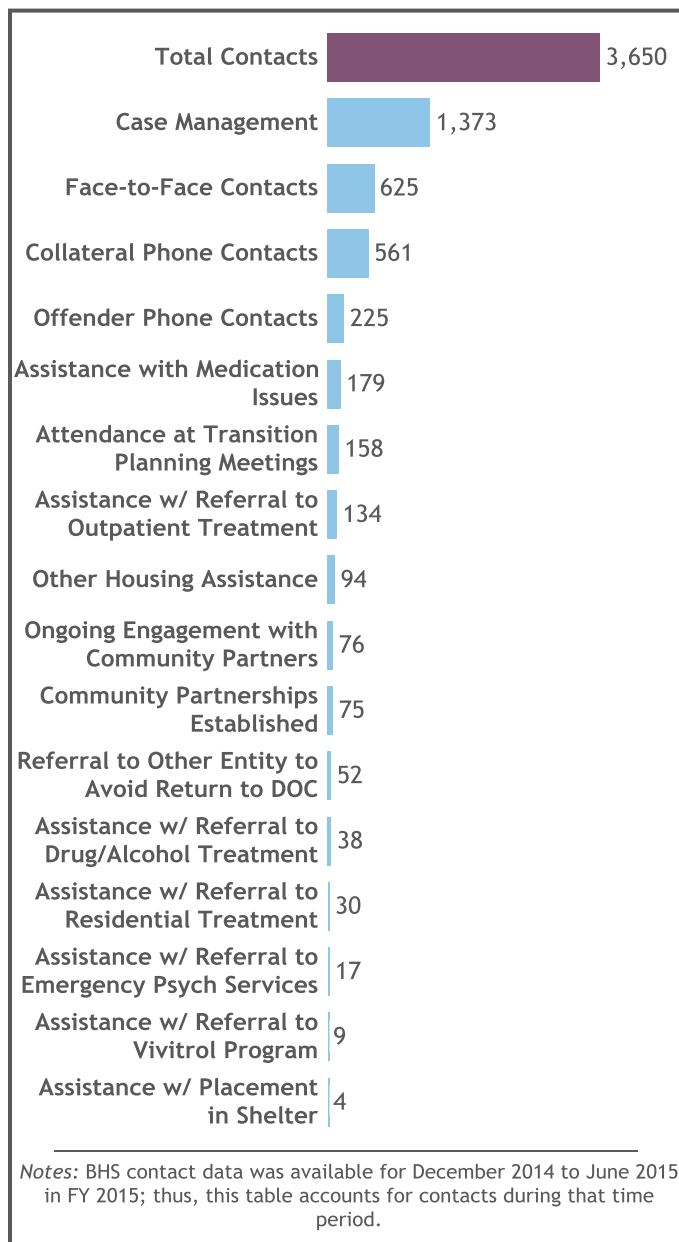 Total Contacts 3,650
Case Management 1,373
Face-to-Face Contacts 625
Collateral Phone Contacts 561
Offender Phone Contacts 225
Assistance with Medication
Issues 179
Attendance at Transition
Planning Meetings 158
Assistance w/ Referral to
Outpatient Treatment 134
Other Housing Assistance 94
Ongoing Engagement with
Community Partners 76
Community Partnerships
Established 75
Referral to Other Entity to
Avoid Return to DOC 52
Assistance w/ Referral to
Drug/Alcohol Treatment 38
Assistance w/ Referral to
Residential Treatment 30
Assistance w/ Referral to
Emergency Psych Services 17
Assistance w/ Referral to
Vivitrol Program 9
Assistance w/ Placement
in Shelter 4
Notes: BHS contact data was available for December 2014 to June 2015
in FY 2015; thus, this table accounts for contacts during that time
period.